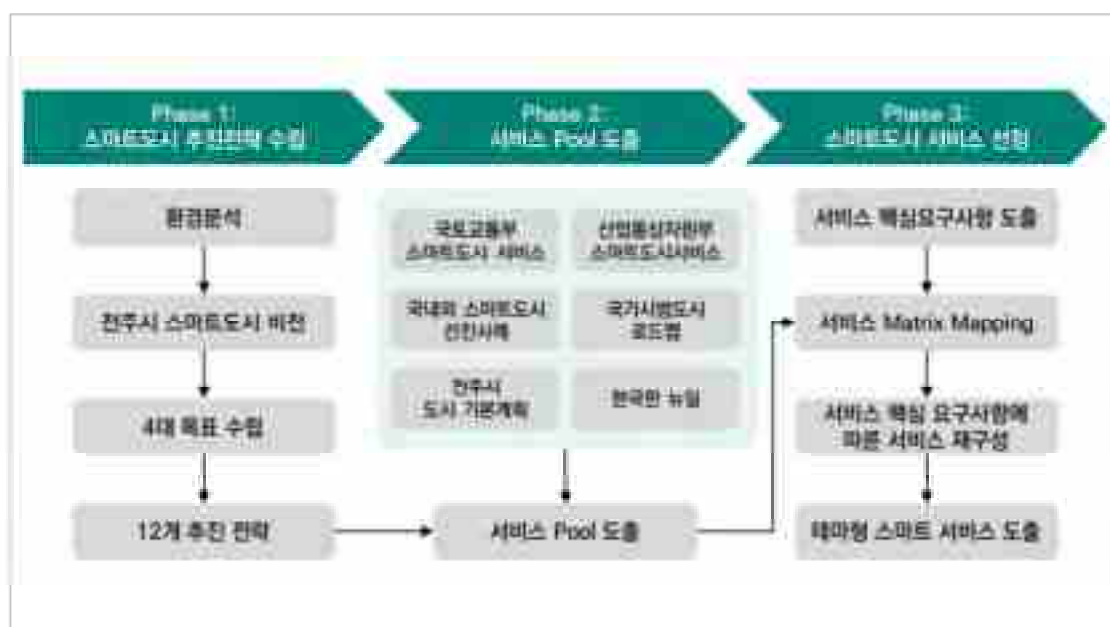 Phase 1:
스마트도시 추진전략 수립
Phase 2:
서비스 Pool 도출
Phase 3:
스마트도시 서비스 선정
환경분석
전주시 스마트도시 비전
4대 목표 수립
12개 추진 전략
국토교통부
스마트도시 서비스
산업통상자원부
스마트도시서비스
국내외 스마트도시
선진사례
국가시범도시
로드맵
전주시
도시 기본계획
한국판 뉴딜
서비스 Pool 도출
서비스 핵심요구사항 도출
서비스 Matrix Mapping
서비스 핵심 요구사항에
따른 서비스 재구성
테마형 스마트 서비스 도출